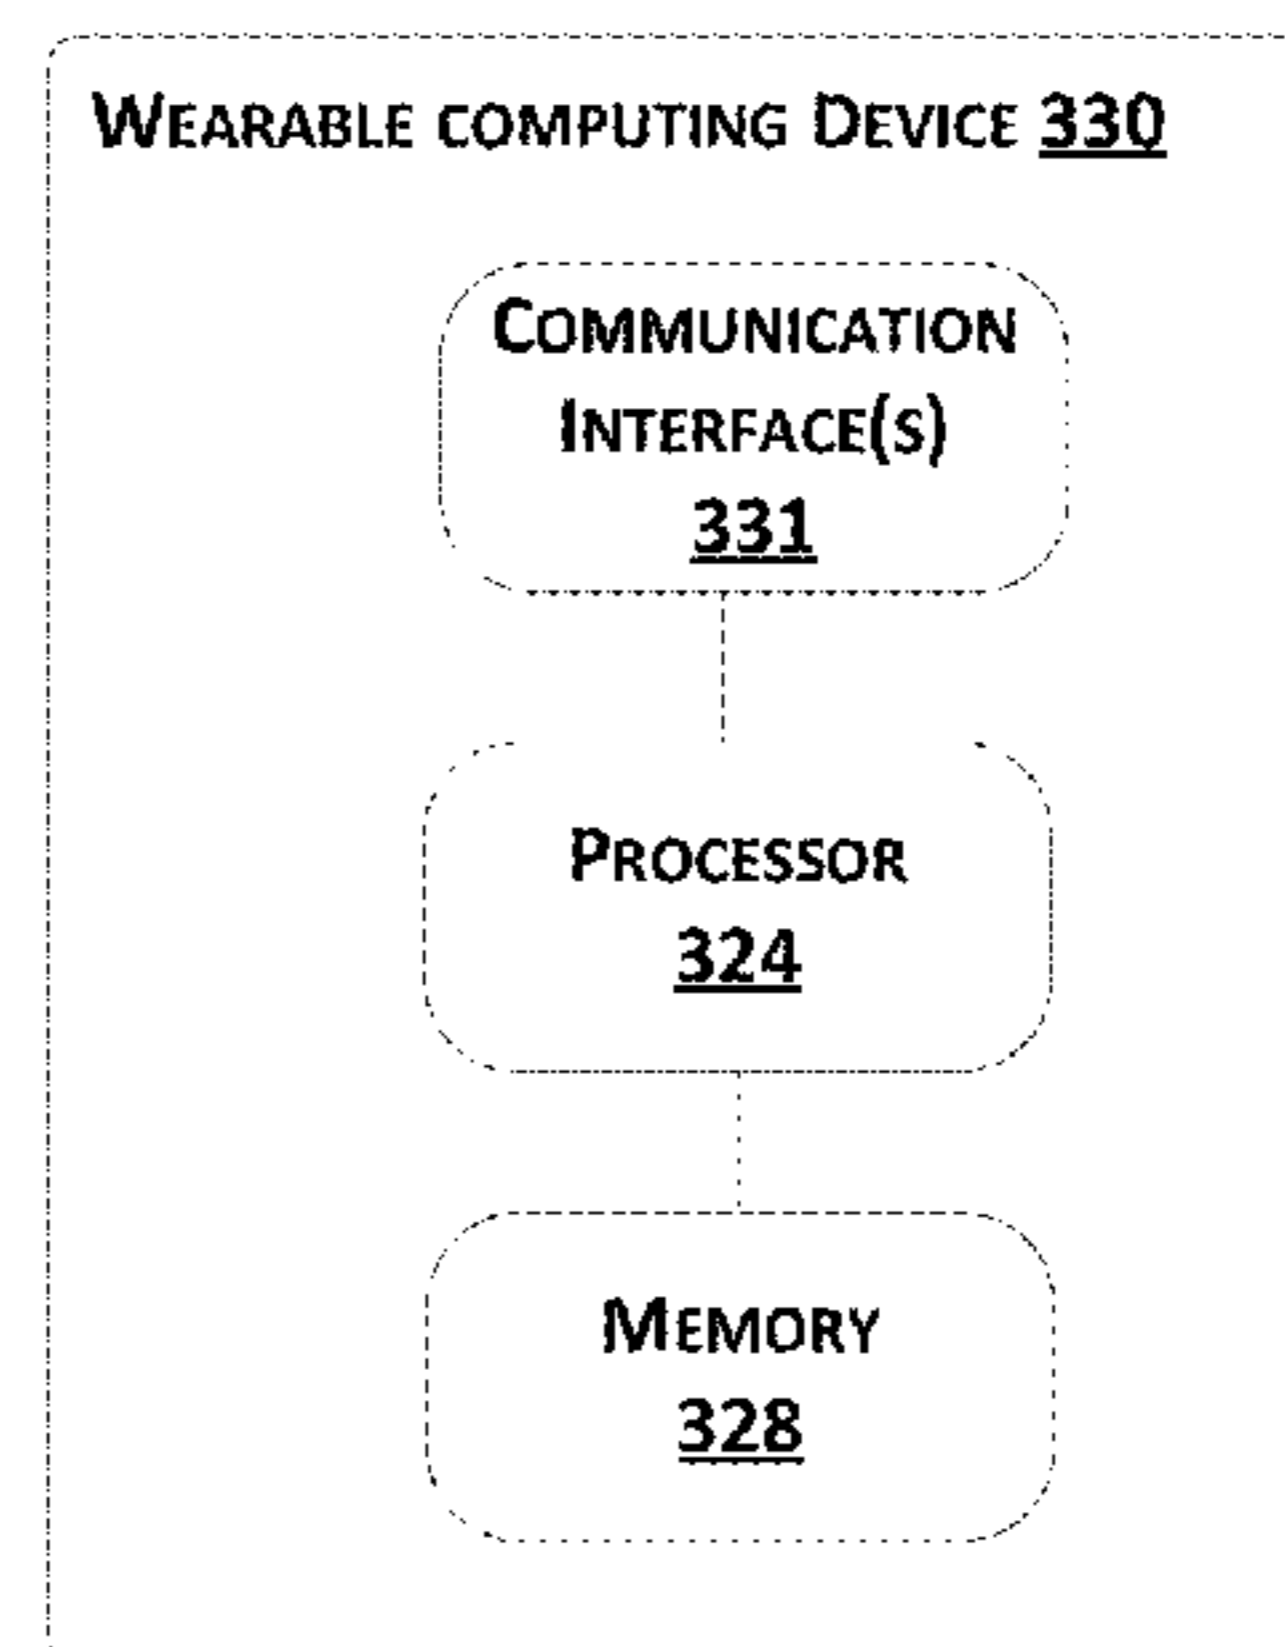 WEARABLE COMPUTING DEVICE 330
COMMUNICATION
INTERFACE(S)
331
PROCESSOR
324
MEMORY
328